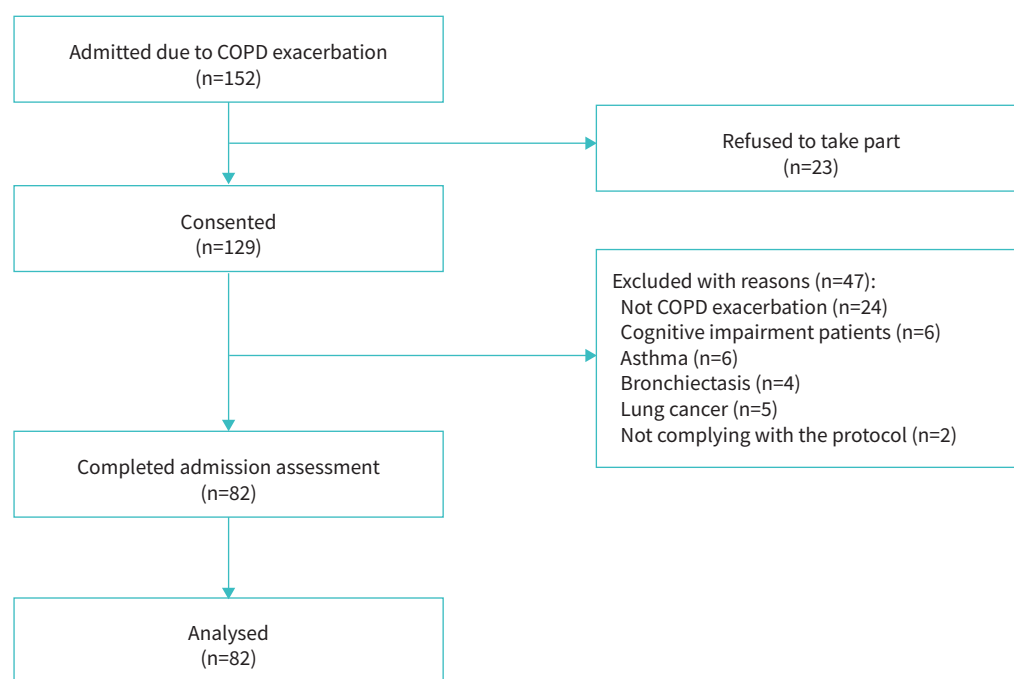 Admitted due to COPD exacerbation
(n=152)
Refused to take part
(n=23)
Consented
(n=129)
Excluded with reasons (n=47):
Not COPD exacerbation (n=24)
Cognitive impairment patients (n=6)
Asthma (n=6)
Bronchiectasis (n=4)
Lung cancer (n=5)
Not complying with the protocol (n=2)
Completed admission assessment
(n=82)
Analysed
(n=82)